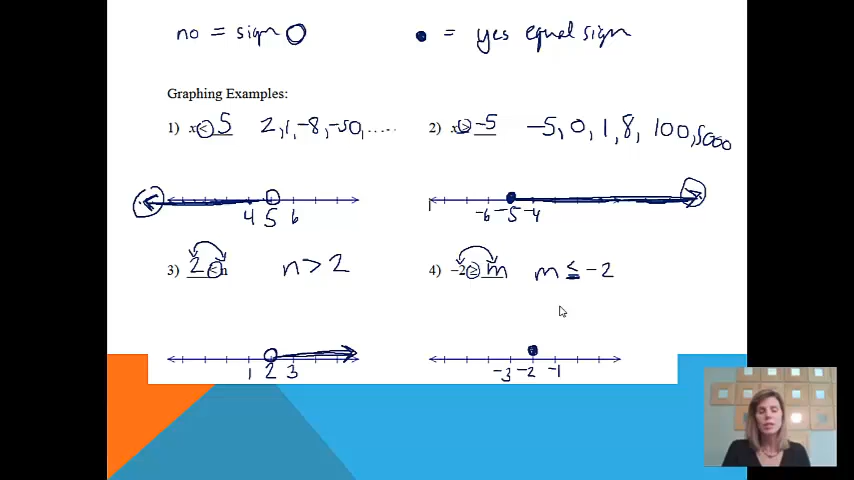 no = sign ○
● = yes equal sign
Graphing Examples:
1) x < 5    2, 1, -8, -50, .....
2) x ≥ -5    -5, 0, 1, 8, 100, 5000
4 5 6
-6 -5 -4
3) 2 < n    n > 2
4) -2 ≥ m    m ≤ -2
1 2 3
-3 -2 -1